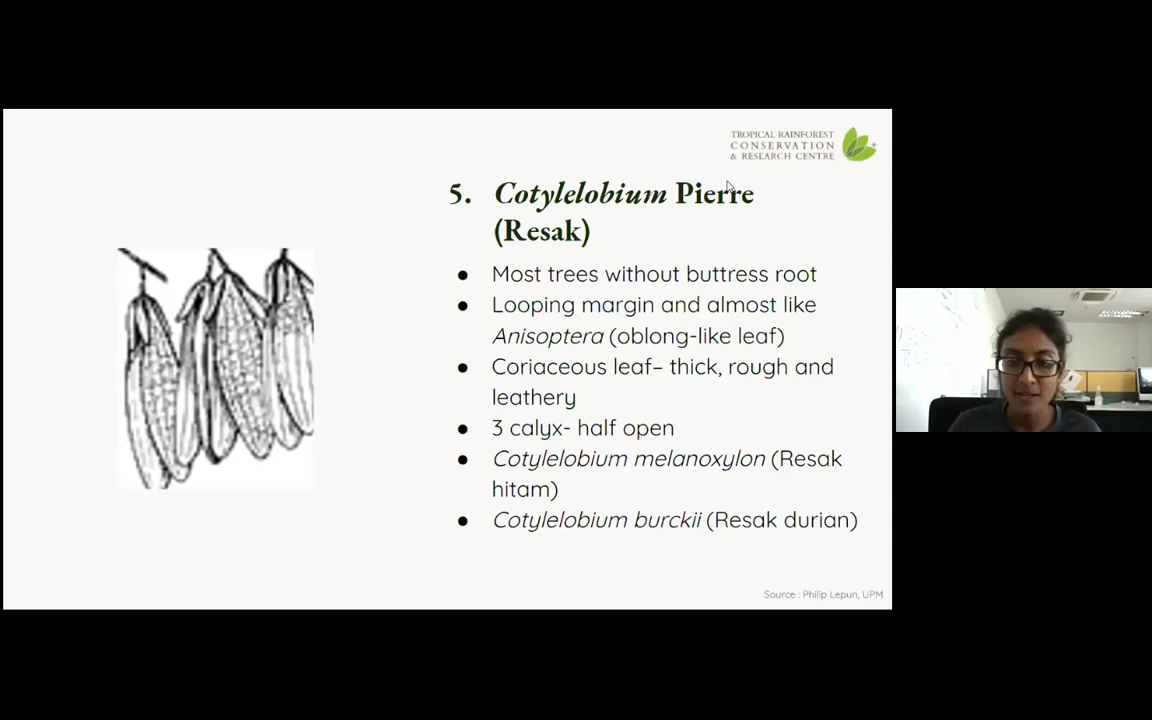 TROPICAL RAINFOREST
CONSERVATION
& RESEARCH CENTRE
5. Cotylelobium Pierre
(Resak)
● Most trees without buttress root
● Looping margin and almost like
Anisoptera (oblong-like leaf)
● Coriaceous leaf– thick, rough and
leathery
● 3 calyx- half open
● Cotylelobium melanoxylon (Resak
hitam)
● Cotylelobium burckii (Resak durian)
Source : Philip Lepun, UPM